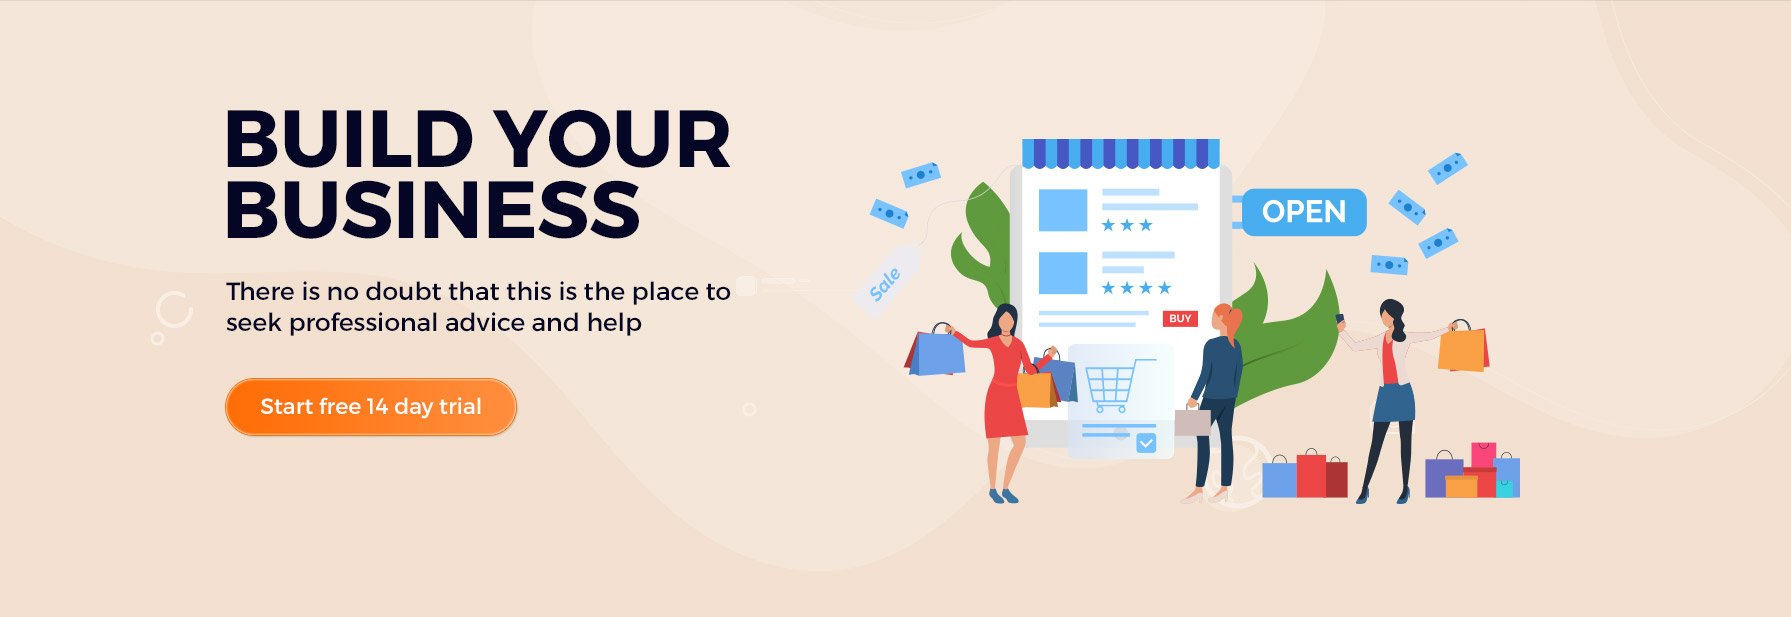 BUILD YOUR
BUSINESS
There is no doubt that this is the place to
seek professional advice and help
Start free 14 day trial
OPEN
Sale
BUY